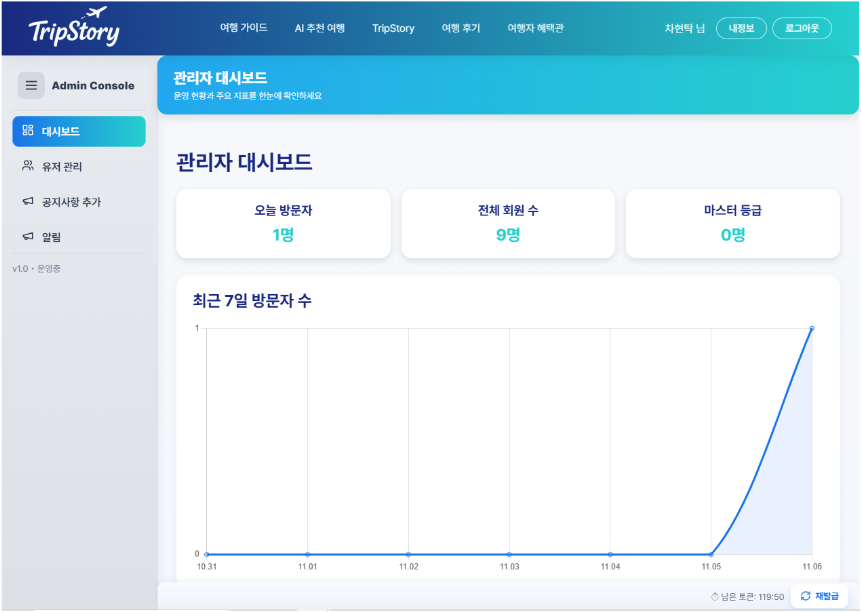 TripStory
여행 가이드
AI 추천 여행
TripStory
여행 후기
여행자 혜택관
차현탁 님
내정보
로그아웃
Admin Console
대시보드
유저 관리
공지사항 추가
알림
v1.0 • 운영중
관리자 대시보드
운영 현황과 주요 지표를 한눈에 확인하세요
관리자 대시보드
오늘 방문자
1명
전체 회원 수
9명
마스터 등급
0명
최근 7일 방문자 수
1
0
10.31 11.01 11.02 11.03 11.04 11.05 11.06
남은 토큰: 119:50
재발급